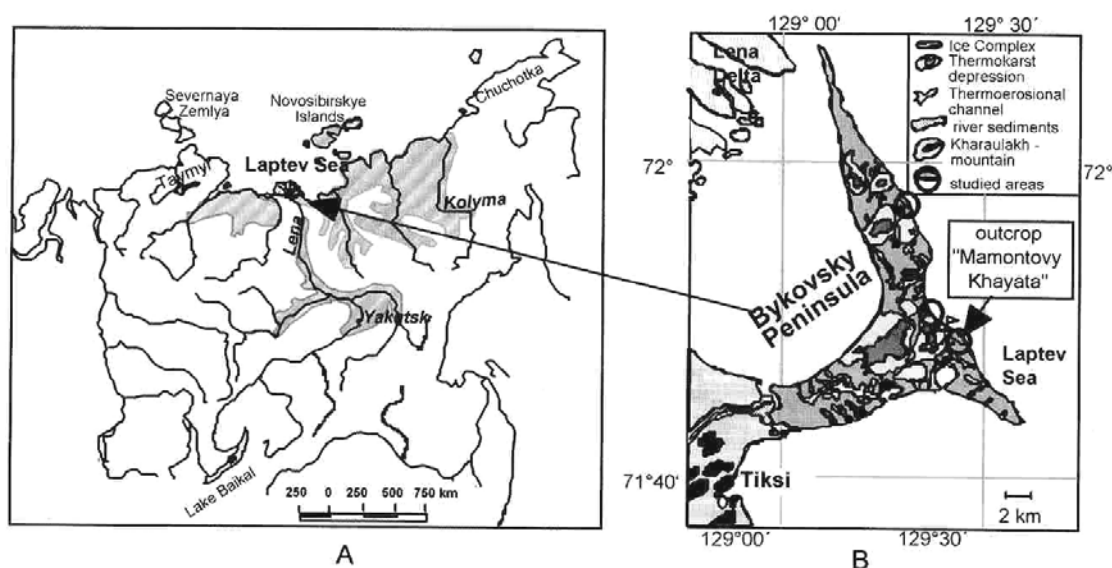 Severnaya
Zemlya
Novosibirskye
Islands
Chuchotka
Laptev Sea
Taymyr
Kolyma
Lena
Yakutsk
Lake Baikal
250 0 250 500 750 km
A
129° 00´ 129° 30´
Lena
Delta
Ice Complex
Thermokarst
depression
Thermoerosional
channel
river sediments
Kharaulakh -
mountain
studied areas
72° 72°
outcrop
"Mamontovy
Khayata"
Bykovsky
Peninsula
Laptev
Sea
71°40´
Tiksi
2 km
129°00´ 129°30´
B